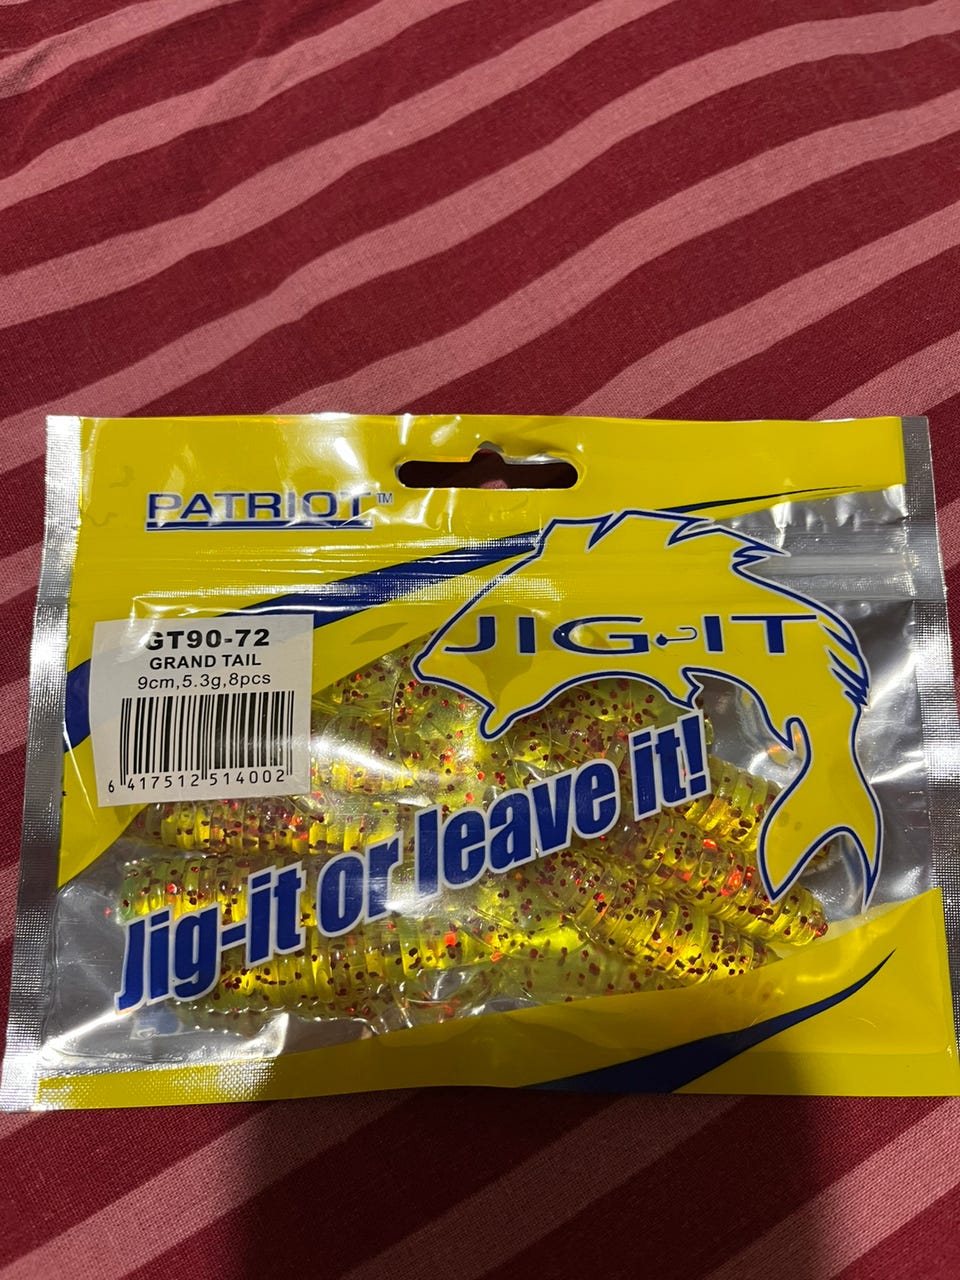 PATRIOT™
JIG-IT
GT90-72
GRAND TAIL
9cm,5.3g,8pcs
6 417512 514002
Jig-it or leave it!